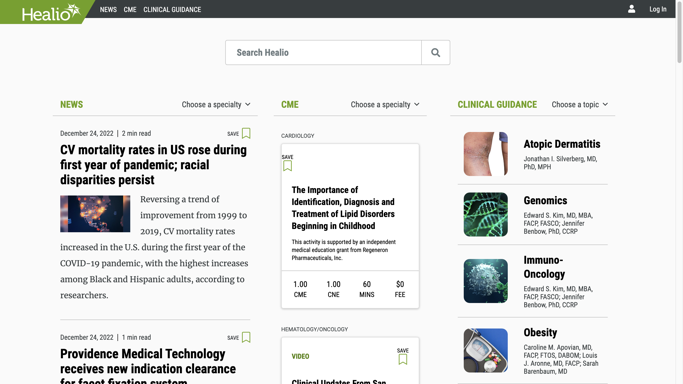 Healio
NEWS CME CLINICAL GUIDANCE
Log In
Search Healio
NEWS
Choose a specialty
December 24, 2022 | 2 min read
SAVE
CV mortality rates in US rose during
first year of pandemic; racial
disparities persist
Reversing a trend of
improvement from 1999 to
2019, CV mortality rates
increased in the U.S. during the first year of the
COVID-19 pandemic, with the highest increases
among Black and Hispanic adults, according to
researchers.
December 24, 2022 | 1 min read
SAVE
Providence Medical Technology
receives new indication clearance
for facet fixation system
CME
Choose a specialty
CARDIOLOGY
SAVE
The Importance of
Identification, Diagnosis and
Treatment of Lipid Disorders
Beginning in Childhood
This activity is supported by an independent
medical education grant from Regeneron
Pharmaceuticals, Inc.
1.00 1.00 60 $0
CME CNE MINS FEE
HEMATOLOGY/ONCOLOGY
VIDEO
SAVE
Clinical Updates From San
CLINICAL GUIDANCE
Choose a topic
Atopic Dermatitis
Jonathan I. Silverberg, MD,
PhD, MPH
Genomics
Edward S. Kim, MD, MBA,
FACP, FASCO; Jennifer
Benbow, PhD, CCRP
Immuno-
Oncology
Edward S. Kim, MD, MBA,
FACP, FASCO; Jennifer
Benbow, PhD, CCRP
Obesity
Caroline M. Apovian, MD,
FACP, FTOS, DABOM; Louis
J. Aronne, MD, FACP; Sarah
Barenbaum, MD